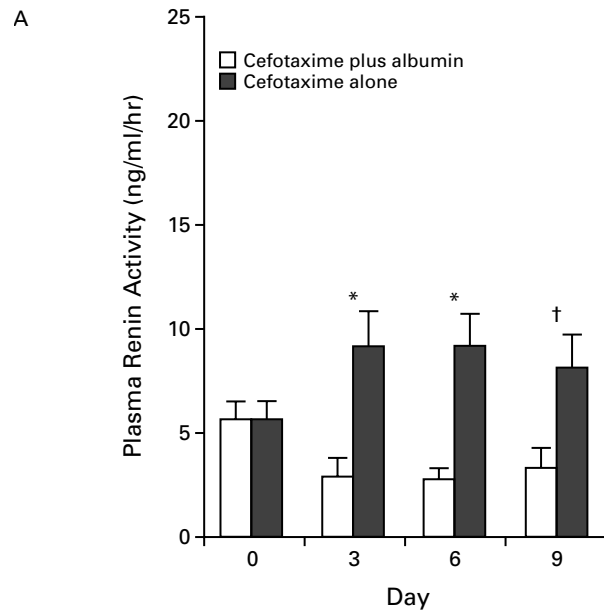 A
25
Cefotaxime plus albumin
Cefotaxime alone
20
15
10
5
0
Plasma Renin Activity (ng/ml/hr)
*
*
†
0 3 6 9
Day